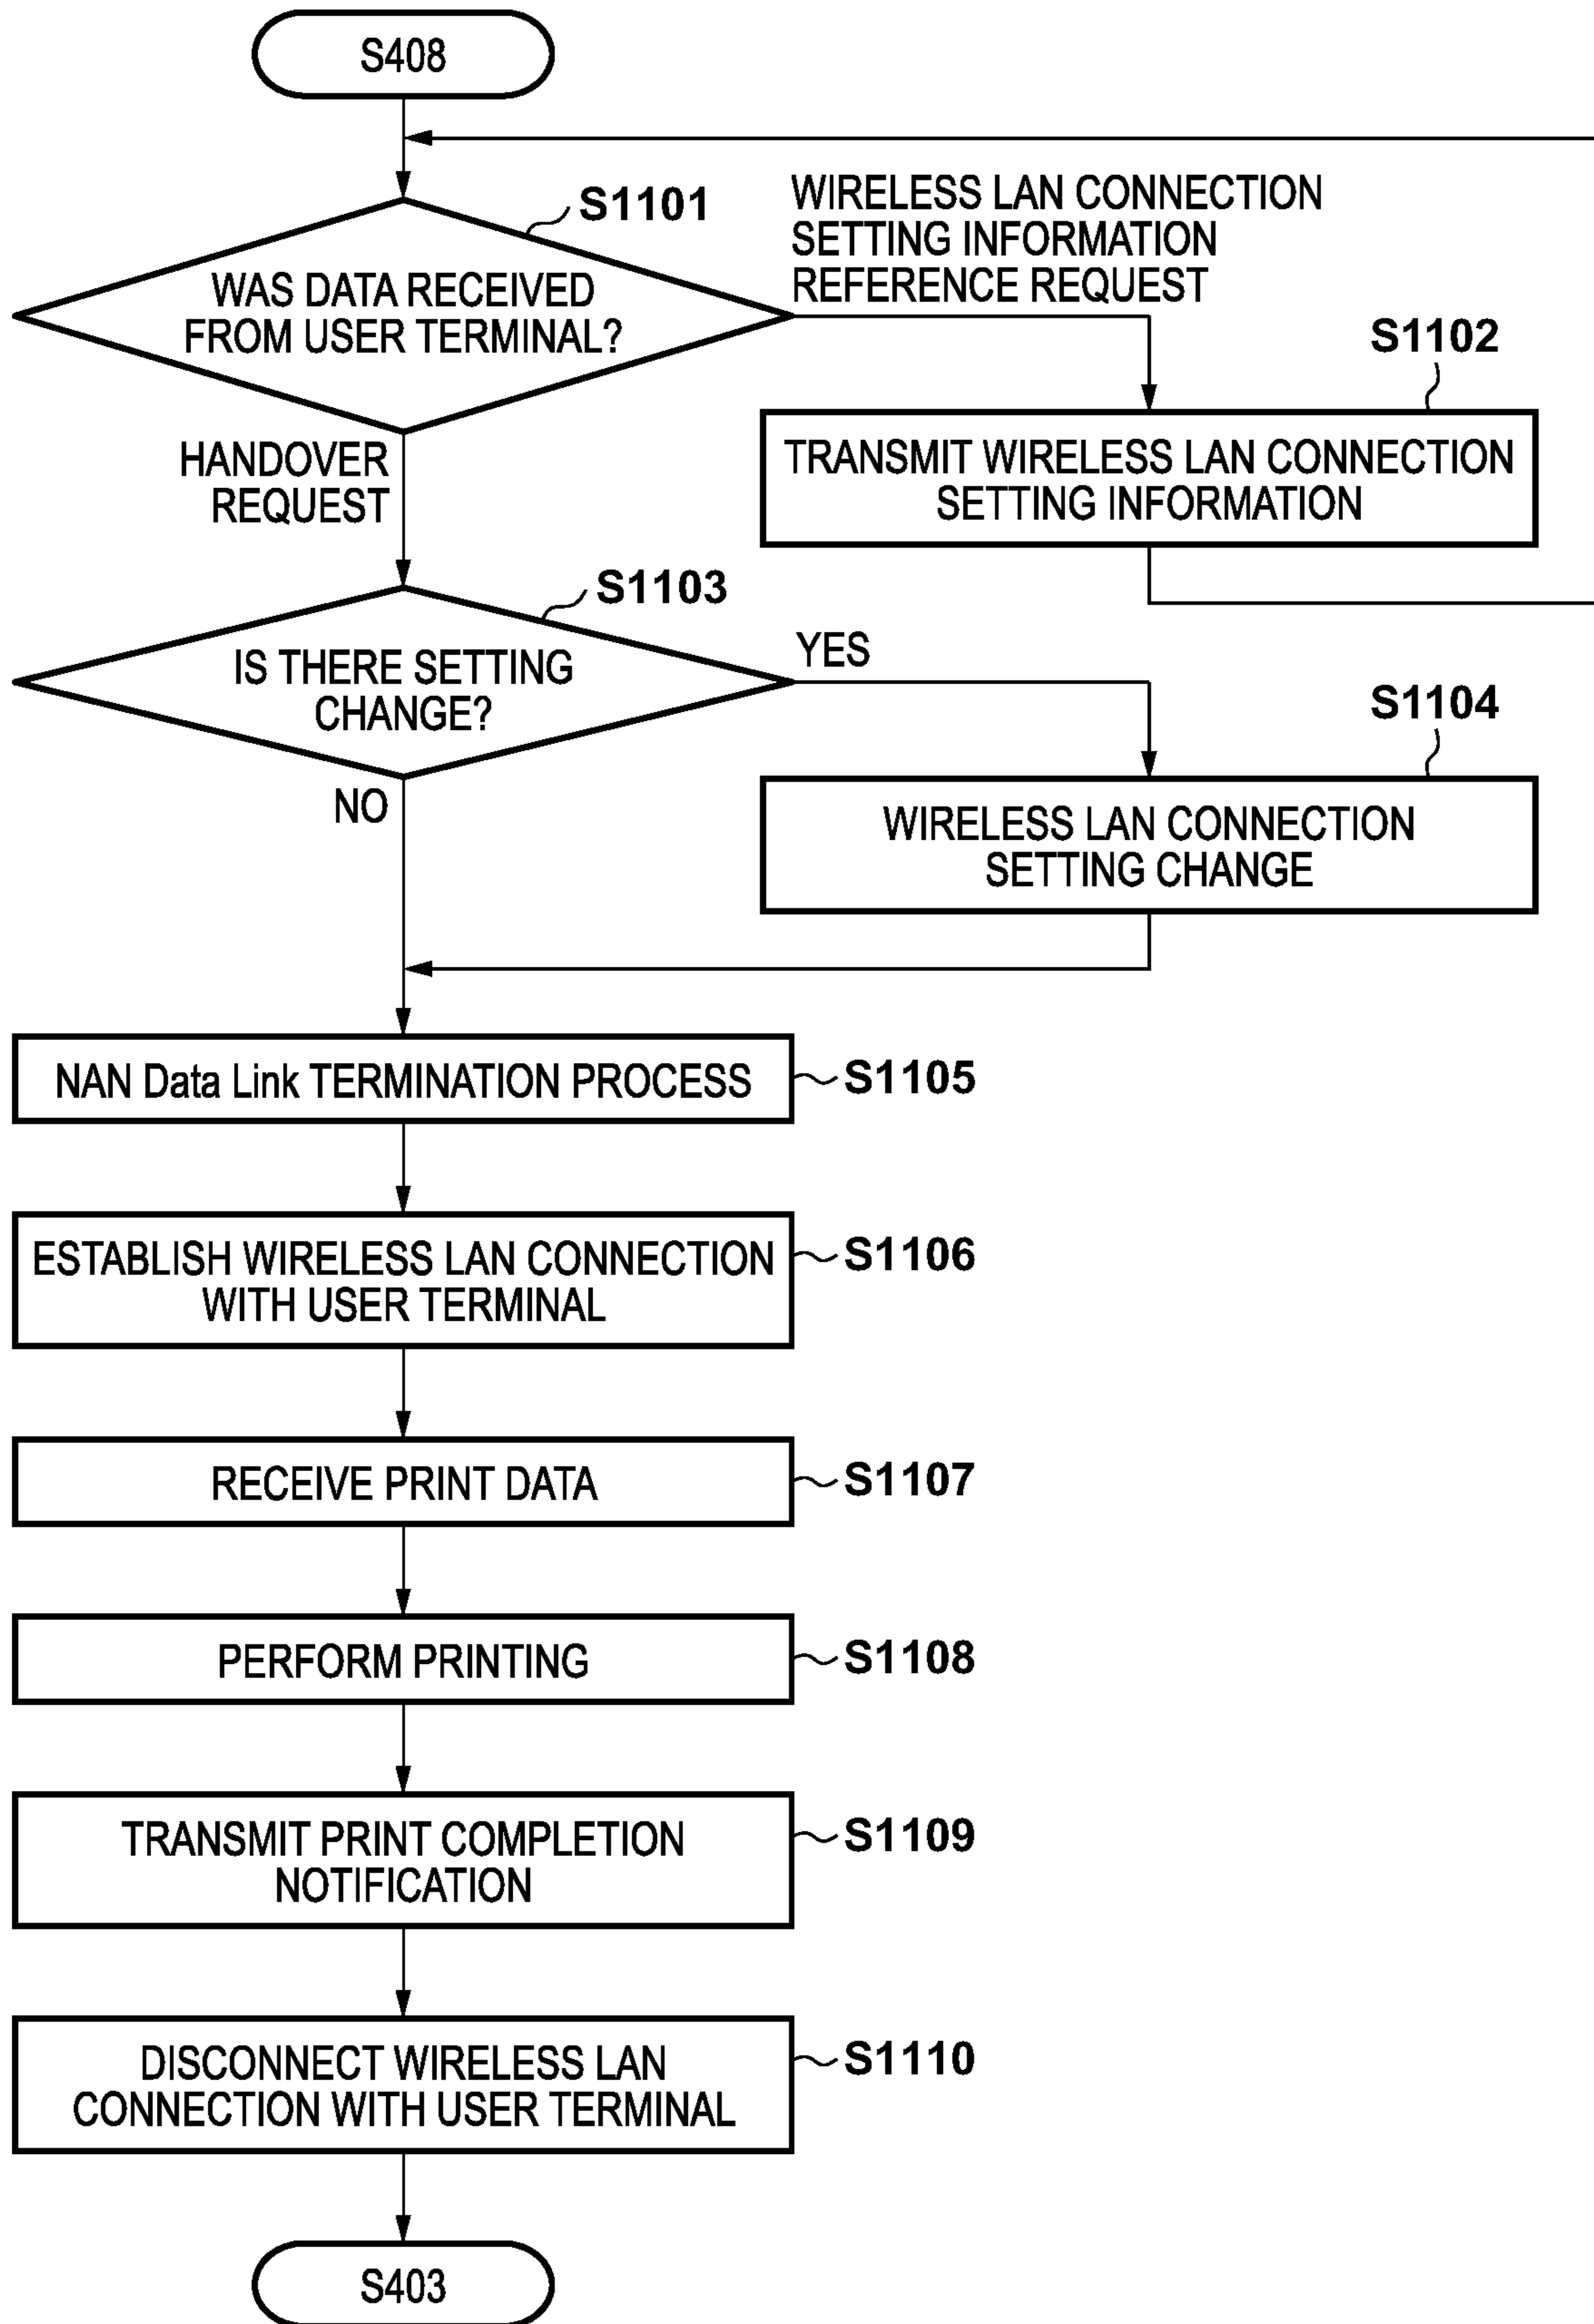 S408
S1101
WIRELESS LAN CONNECTION
SETTING INFORMATION
REFERENCE REQUEST
WAS DATA RECEIVED
FROM USER TERMINAL?
S1102
TRANSMIT WIRELESS LAN CONNECTION
SETTING INFORMATION
HANDOVER
REQUEST
S1103
YES
IS THERE SETTING
CHANGE?
S1104
WIRELESS LAN CONNECTION
SETTING CHANGE
NO
NAN Data Link TERMINATION PROCESS
S1105
ESTABLISH WIRELESS LAN CONNECTION
WITH USER TERMINAL
S1106
RECEIVE PRINT DATA
S1107
PERFORM PRINTING
S1108
TRANSMIT PRINT COMPLETION
NOTIFICATION
S1109
DISCONNECT WIRELESS LAN
CONNECTION WITH USER TERMINAL
S1110
S403